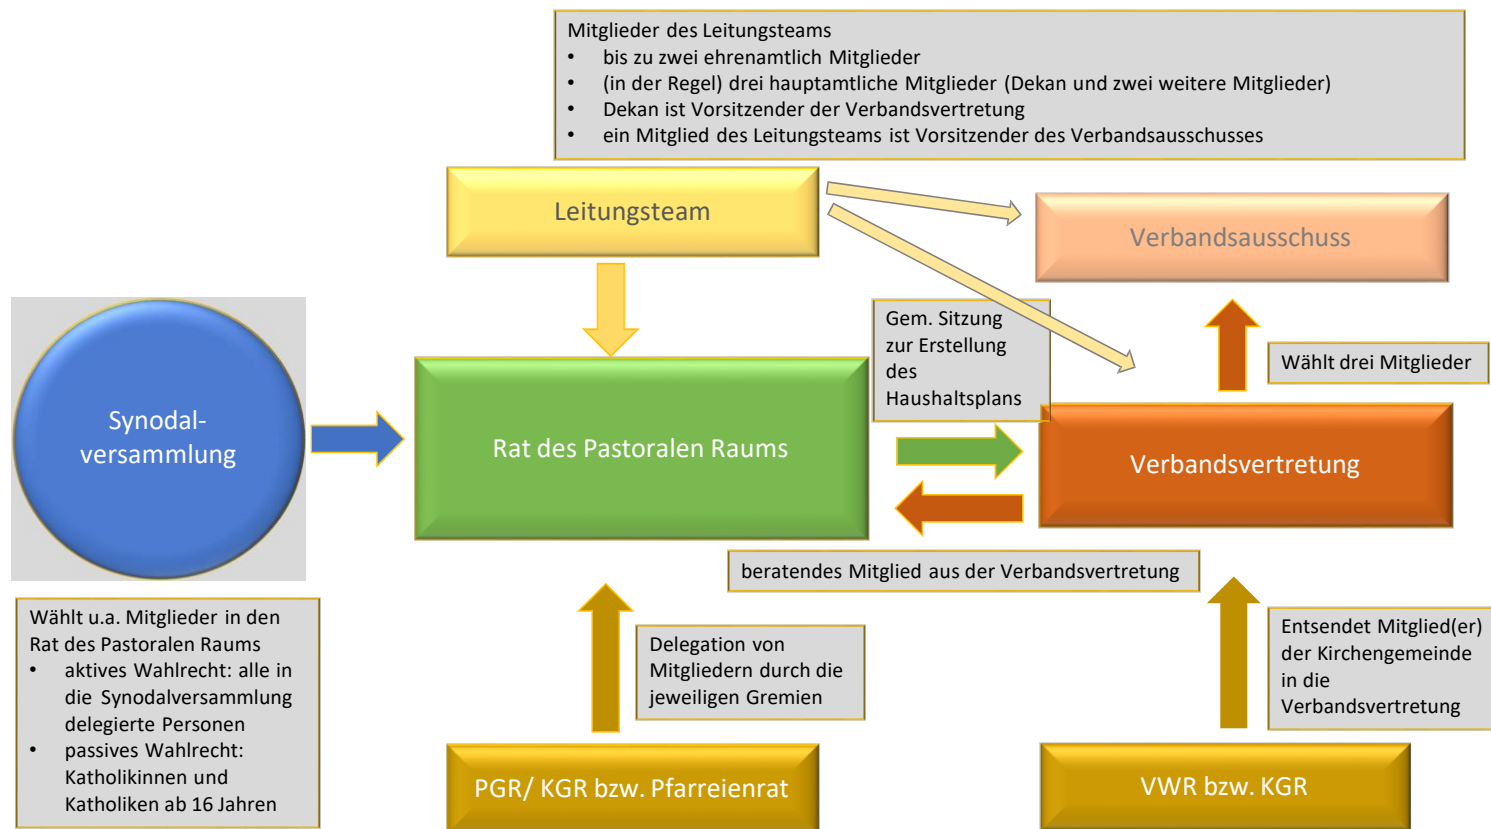 Mitglieder des Leitungsteams
• bis zu zwei ehrenamtlich Mitglieder
• (in der Regel) drei hauptamtliche Mitglieder (Dekan und zwei weitere Mitglieder)
• Dekan ist Vorsitzender der Verbandsvertretung
• ein Mitglied des Leitungsteams ist Vorsitzender des Verbandsausschusses
Leitungsteam
Verbandsausschuss
Gem. Sitzung
zur Erstellung
des
Haushaltsplans
Wählt drei Mitglieder
Synodal-
versammlung
Rat des Pastoralen Raums
Verbandsvertretung
beratendes Mitglied aus der Verbandsvertretung
Wählt u.a. Mitglieder in den
Rat des Pastoralen Raums
• aktives Wahlrecht: alle in
die Synodalversammlung
delegierte Personen
• passives Wahlrecht:
Katholikinnen und
Katholiken ab 16 Jahren
Delegation von
Mitgliedern durch die
jeweiligen Gremien
Entsendet Mitglied(er)
der Kirchengemeinde
in die
Verbandsvertretung
PGR/ KGR bzw. Pfarreienrat
VWR bzw. KGR